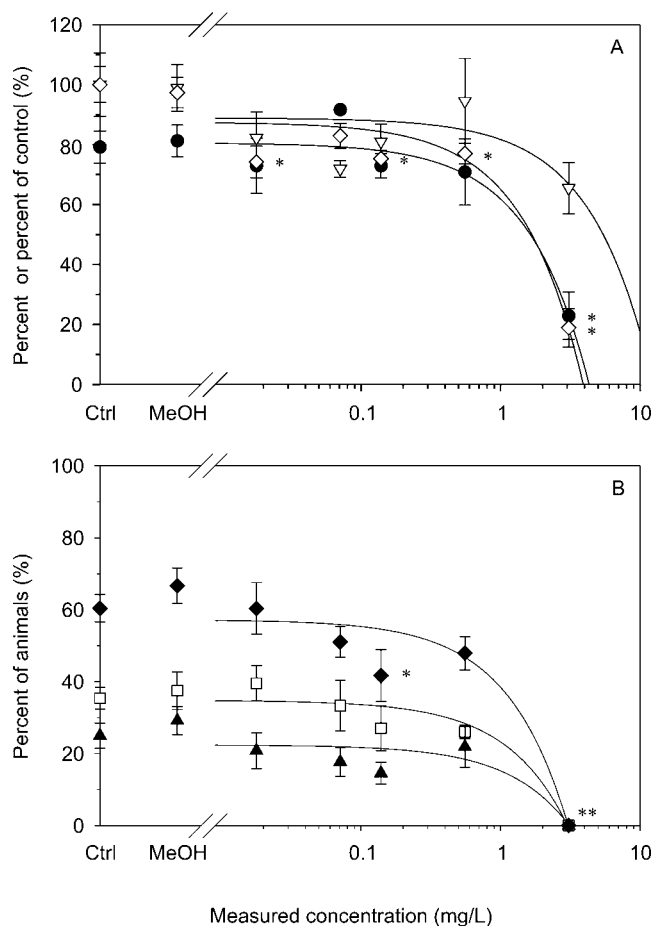 120
100
80
60
40
20
0
Percent or percent of control (%)
A
*
*
*
*
*
Ctrl
MeOH
0.1
1
10
100
80
60
40
20
0
Percent of animals (%)
B
*
**
Ctrl
MeOH
0.1
1
10
Measured concentration (mg/L)